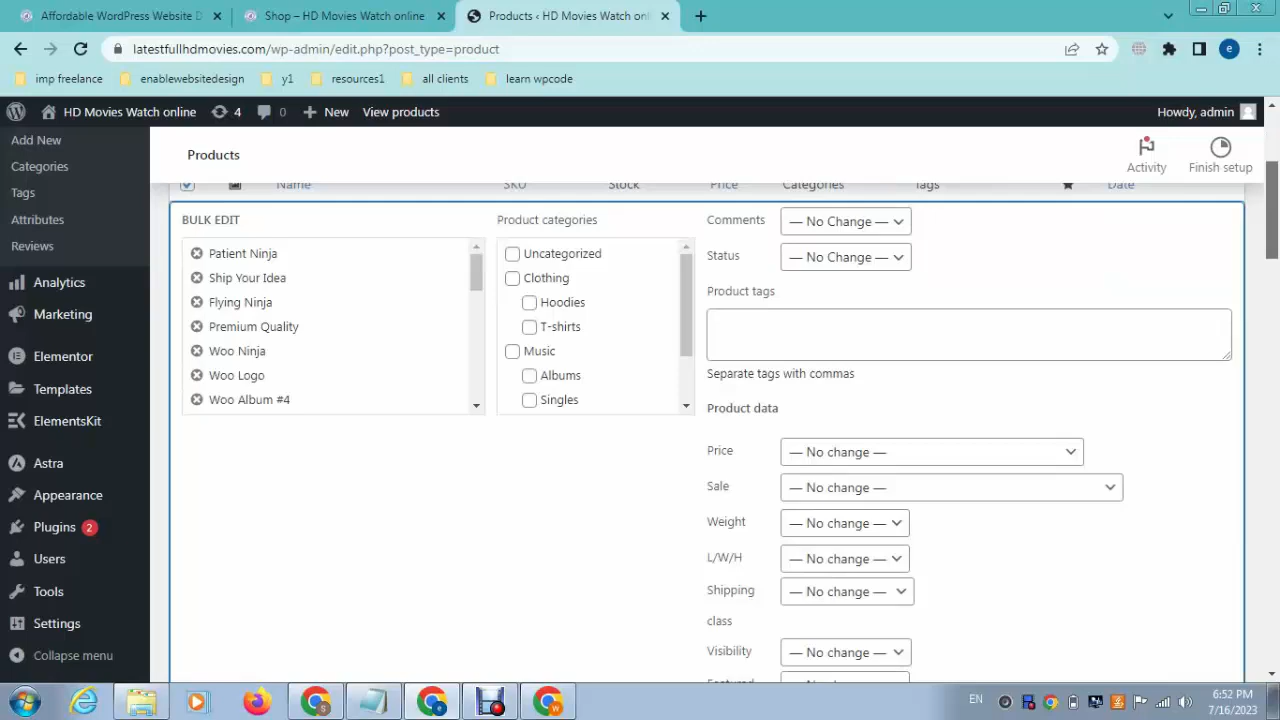 Affordable WordPress Website D
Shop – HD Movies Watch online
Products ‹ HD Movies Watch on
latestfullhdmovies.com/wp-admin/edit.php?post_type=product
e
imp freelance
enablewebsitedesign
y1
resources1
all clients
learn wpcode
HD Movies Watch online
4
0
New
View products
Howdy, admin
Add New
Categories
Tags
Attributes
Reviews
Analytics
Marketing
Elementor
Templates
ElementsKit
Astra
Appearance
Plugins 2
Users
Tools
Settings
Collapse menu
Products
Activity
Finish setup
Name
SKU
Stock
Price
Categories
Tags
Date
BULK EDIT
Patient Ninja
Ship Your Idea
Flying Ninja
Premium Quality
Woo Ninja
Woo Logo
Woo Album #4
Product categories
Uncategorized
Clothing
Hoodies
T-shirts
Music
Albums
Singles
Comments — No Change —
Status — No Change —
Product tags
Separate tags with commas
Product data
Price — No change —
Sale — No change —
Weight — No change —
L/W/H — No change —
Shipping class — No change —
Visibility — No change —
Featured
EN
6:52 PM
7/16/2023